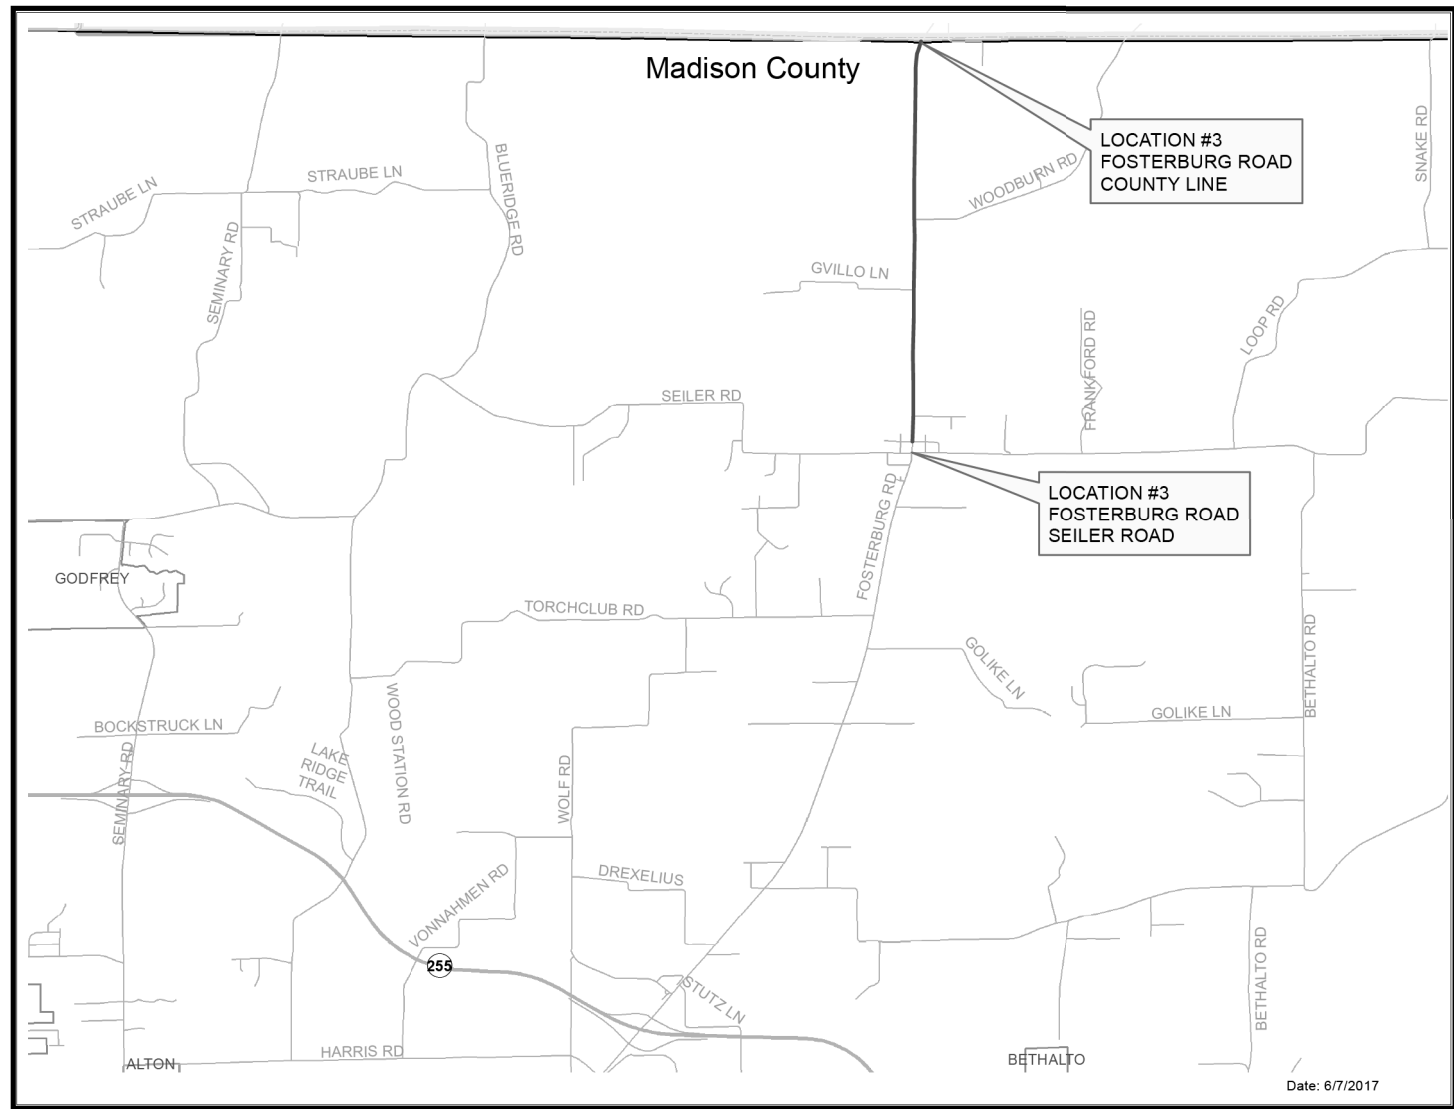 Madison County
LOCATION #3
FOSTERBURG ROAD
COUNTY LINE
SNAKE RD
WOODBURN RD
STRAUBE LN
STRAUBE LN
BLUERIDGE RD
SEMINARY RD
GVILLO LN
LOOP RD
FRANKFORD RD
SEILER RD
LOCATION #3
FOSTERBURG ROAD
SEILER ROAD
FOSTERBURG RD
GODFREY
TORCHCLUB RD
GOLIKE LN
BETHALTO RD
GOLIKE LN
BOCKSTRUCK LN
WOOD STATION RD
LAKE
RIDGE
TRAIL
SEMINARY RD
WOLF RD
DREXELIUS
VONNAHMEN RD
255
STUTZ LN
BETHALTO RD
HARRIS RD
ALTON
BETHALTO
Date: 6/7/2017